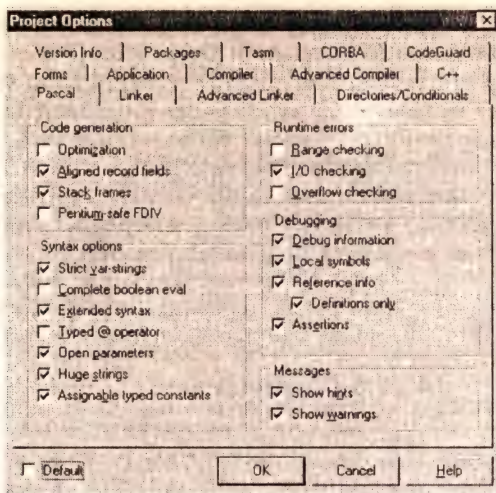 Project Options
Version Info
Packages
Tasm
CORBA
CodeGuard
Forms
Application
Compiler
Advanced Compiler
C++
Pascal
Linker
Advanced Linker
Directories/Conditionals
Code generation
Optimization
Aligned record fields
Stack frames
Pentium-safe FDIV
Syntax options
Strict var-strings
Complete boolean eval
Extended syntax
Typed @ operator
Open parameters
Huge strings
Assignable typed constants
Runtime errors
Range checking
I/O checking
Overflow checking
Debugging
Debug information
Local symbols
Reference info
Definitions only
Assertions
Messages
Show hints
Show warnings
Default
OK
Cancel
Help